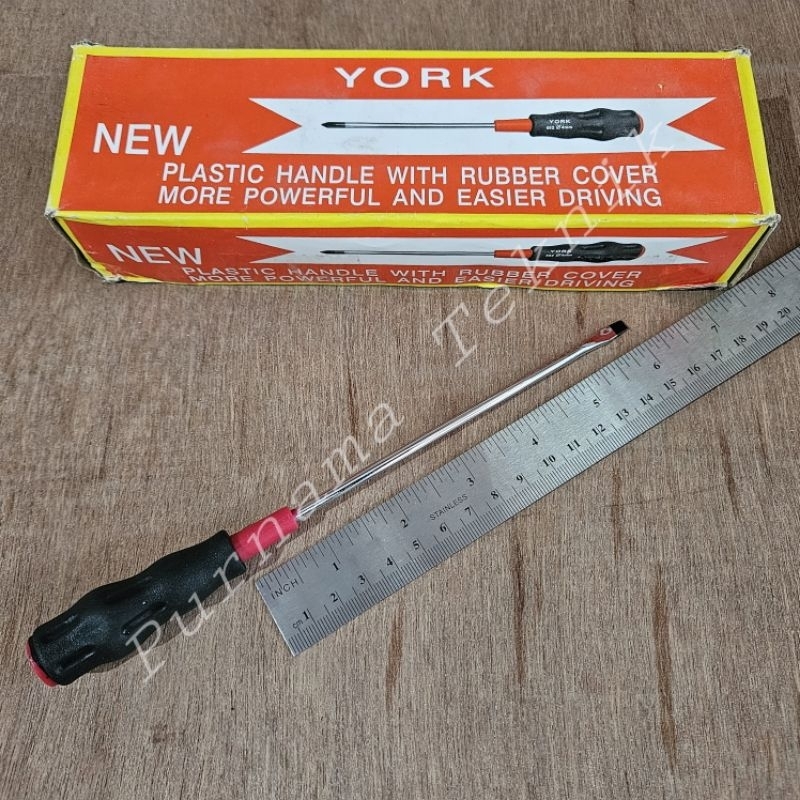 YORK
NEW
YORK
PLASTIC HANDLE WITH RUBBER COVER
MORE POWERFUL AND EASIER DRIVING
NEW
YORK
PLASTIC HANDLE WITH RUBBER COVER
MORE POWERFUL AND EASIER DRIVING
Purnama Teknik
INCH 1 2 3 4 5 6 7 8
STAINLESS
cm 1 2 3 4 5 6 7 8 9 10 11 12 13 14 15 16 17 18 19 20